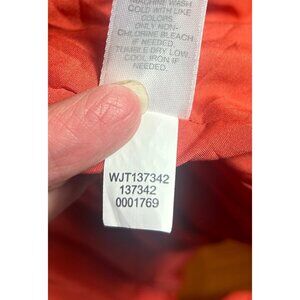 MACHINE WASH
COLD WITH LIKE
COLORS.
ONLY NON-
CHLORINE BLEACH
IF NEEDED.
TUMBLE DRY LOW.
COOL IRON IF
NEEDED.
WJT137342
137342
0001769